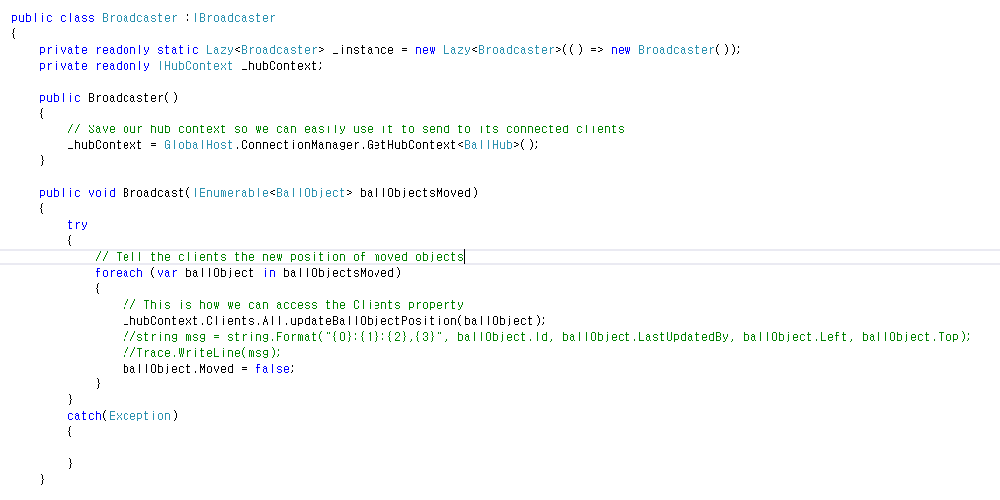 public class Broadcaster :IBroadcaster
{
    private readonly static Lazy<Broadcaster> _instance = new Lazy<Broadcaster>(() => new Broadcaster());
    private readonly IHubContext _hubContext;

    public Broadcaster()
    {
        // Save our hub context so we can easily use it to send to its connected clients
        _hubContext = GlobalHost.ConnectionManager.GetHubContext<BallHub>();
    }

    public void Broadcast(IEnumerable<BallObject> ballObjectsMoved)
    {
        try
        {
            // Tell the clients the new position of moved objects
            foreach (var ballObject in ballObjectsMoved)
            {
                // This is how we can access the Clients property
                _hubContext.Clients.All.updateBallObjectPosition(ballObject);
                //string msg = string.Format("{0}:{1}:{2},{3}", ballObject.Id, ballObject.LastUpdatedBy, ballObject.Left, ballObject.Top);
                //Trace.WriteLine(msg);
                ballObject.Moved = false;
            }
        }
        catch(Exception)
        {

        }
    }